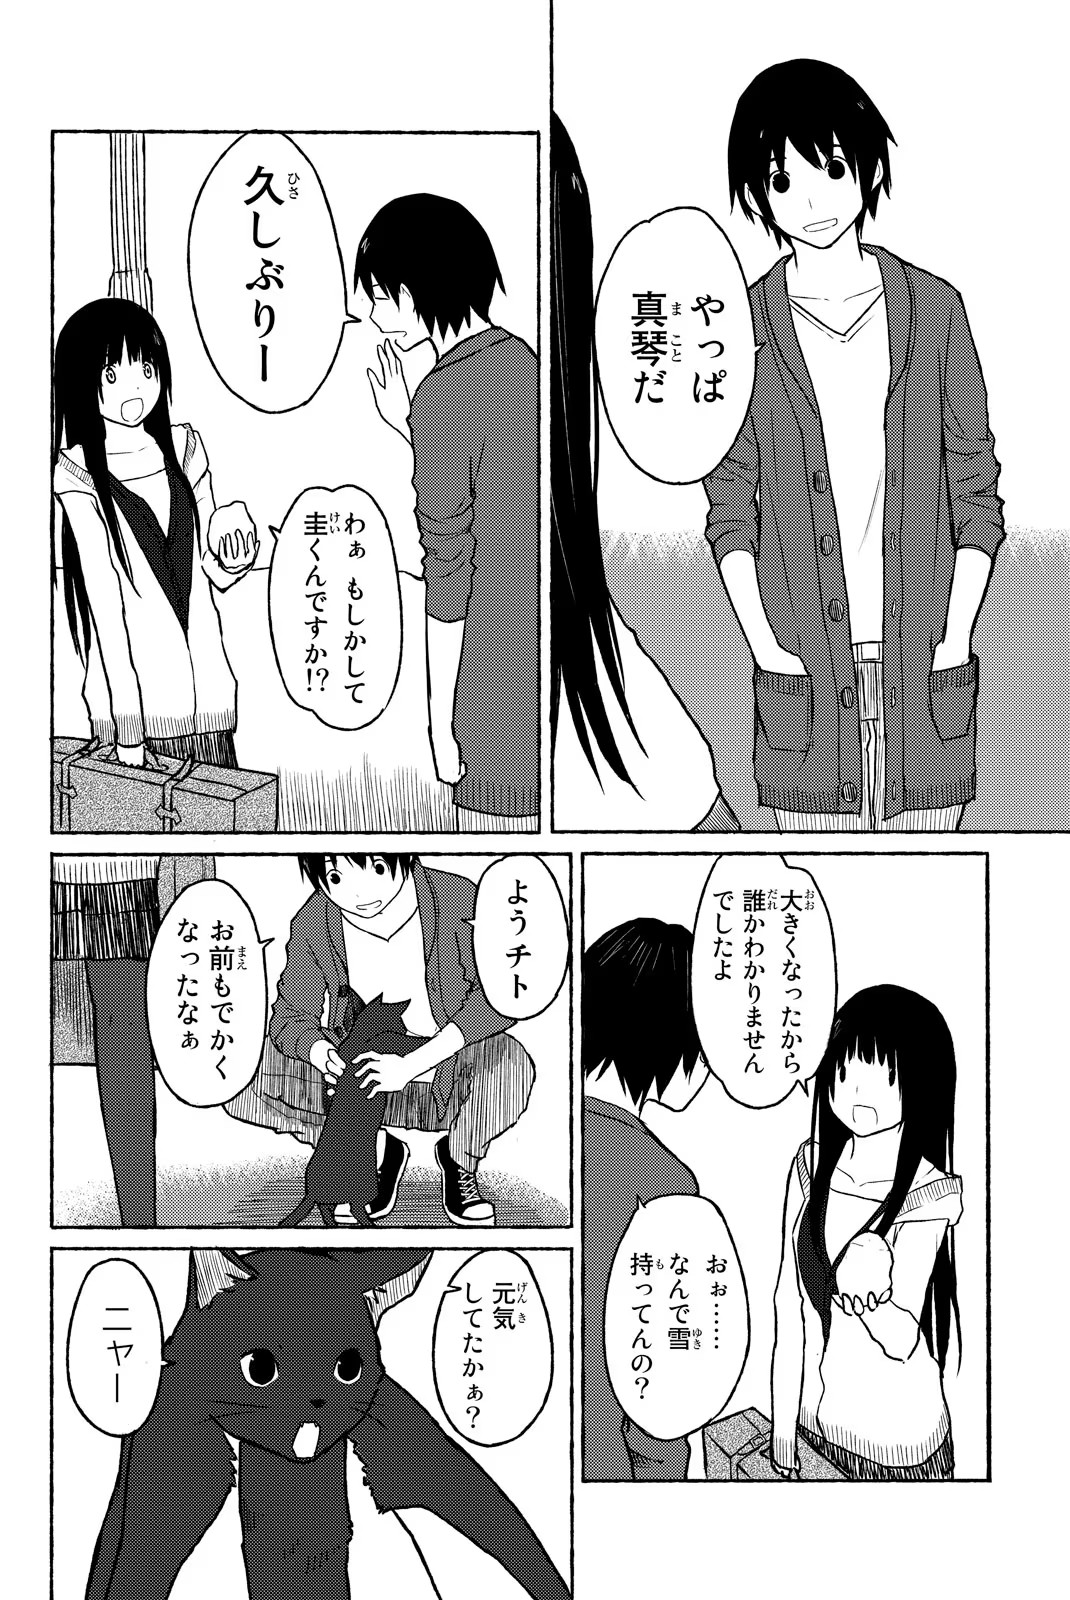 やっぱ
真琴だ
久しぶりー
わぁ もしかして
圭くんですか!?
大きくなったから
誰かわかりません
でしたよ
おぉ……
なんで雪
持ってんの?
ようチト
お前もでかく
なったなぁ
元気
してたかぁ?
ニャー